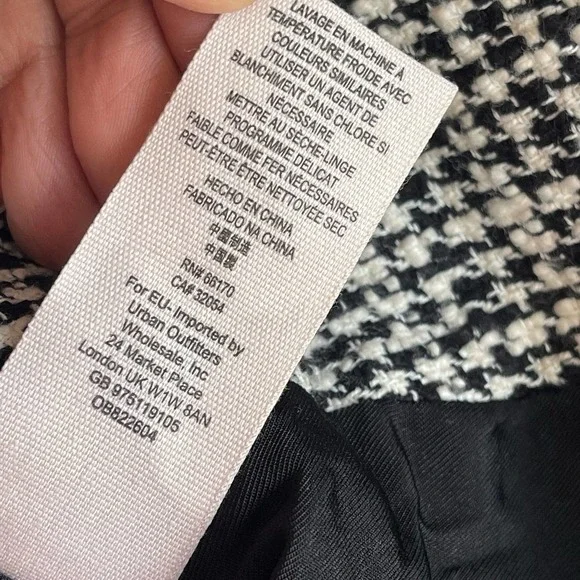 LAVAGE EN MACHINE À
TEMPÉRATURE FROIDE AVEC
COULEURS SIMILAIRES
UTILISER UN AGENT DE
BLANCHIMENT SANS CHLORE SI
NÉCESSAIRE
METTRE AU SÈCHE-LINGE
PROGRAMME DÉLICAT
FAIBLE COMME FER NÉCESSAIRES
PEUT-ÊTRE ÊTRE NETTOYÉE SEC
HECHO EN CHINA
FABRICADO NA CHINA
中國制造
中国製
RN# 66170
CA# 32054
For EU- Imported by
Urban Outfitters
Wholesale, Inc
24 Market Place
London UK W1W 8AN
GB 975119105
OB822604